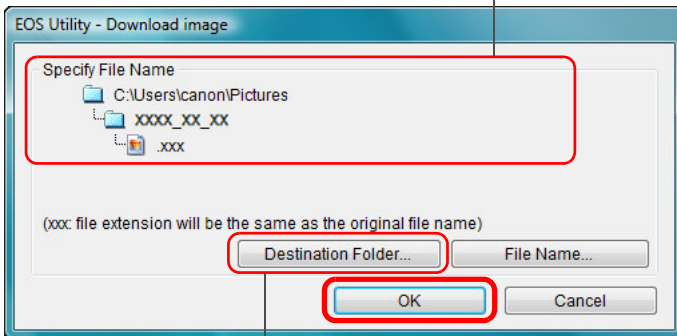 EOS Utility - Download image
Specify File Name
C:\Users\canon\Pictures
XXXX_XX_XX
.xxx
(xxx: file extension will be the same as the original file name)
Destination Folder... File Name...
OK Cancel